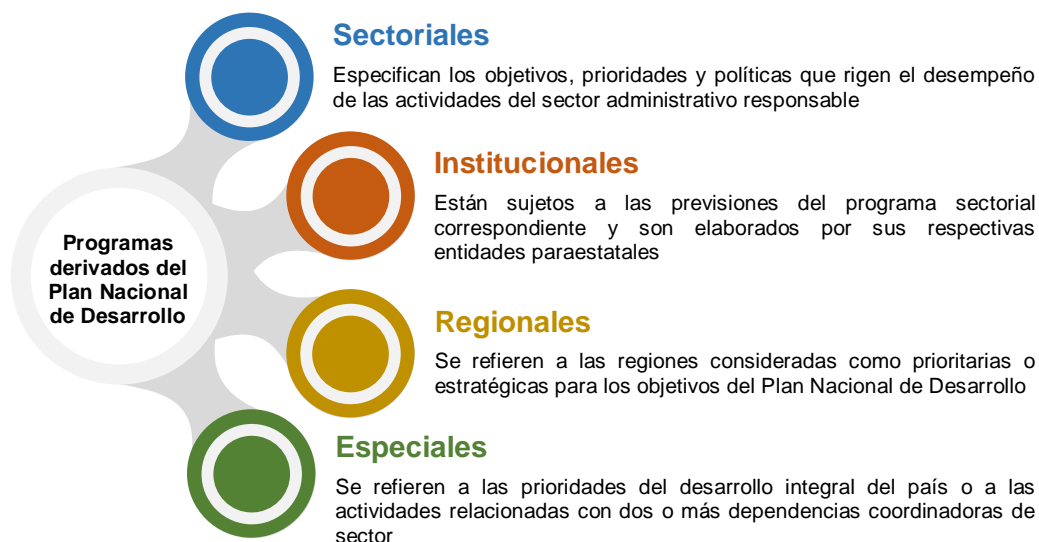 Sectoriales
Especifican los objetivos, prioridades y políticas que rigen el desempeño
de las actividades del sector administrativo responsable
Institucionales
Están sujetos a las previsiones del programa sectorial
correspondiente y son elaborados por sus respectivas
entidades paraestatales
Programas
derivados del
Plan Nacional
de Desarrollo
Regionales
Se refieren a las regiones consideradas como prioritarias o
estratégicas para los objetivos del Plan Nacional de Desarrollo
Especiales
Se refieren a las prioridades del desarrollo integral del país o a las
actividades relacionadas con dos o más dependencias coordinadoras de
sector